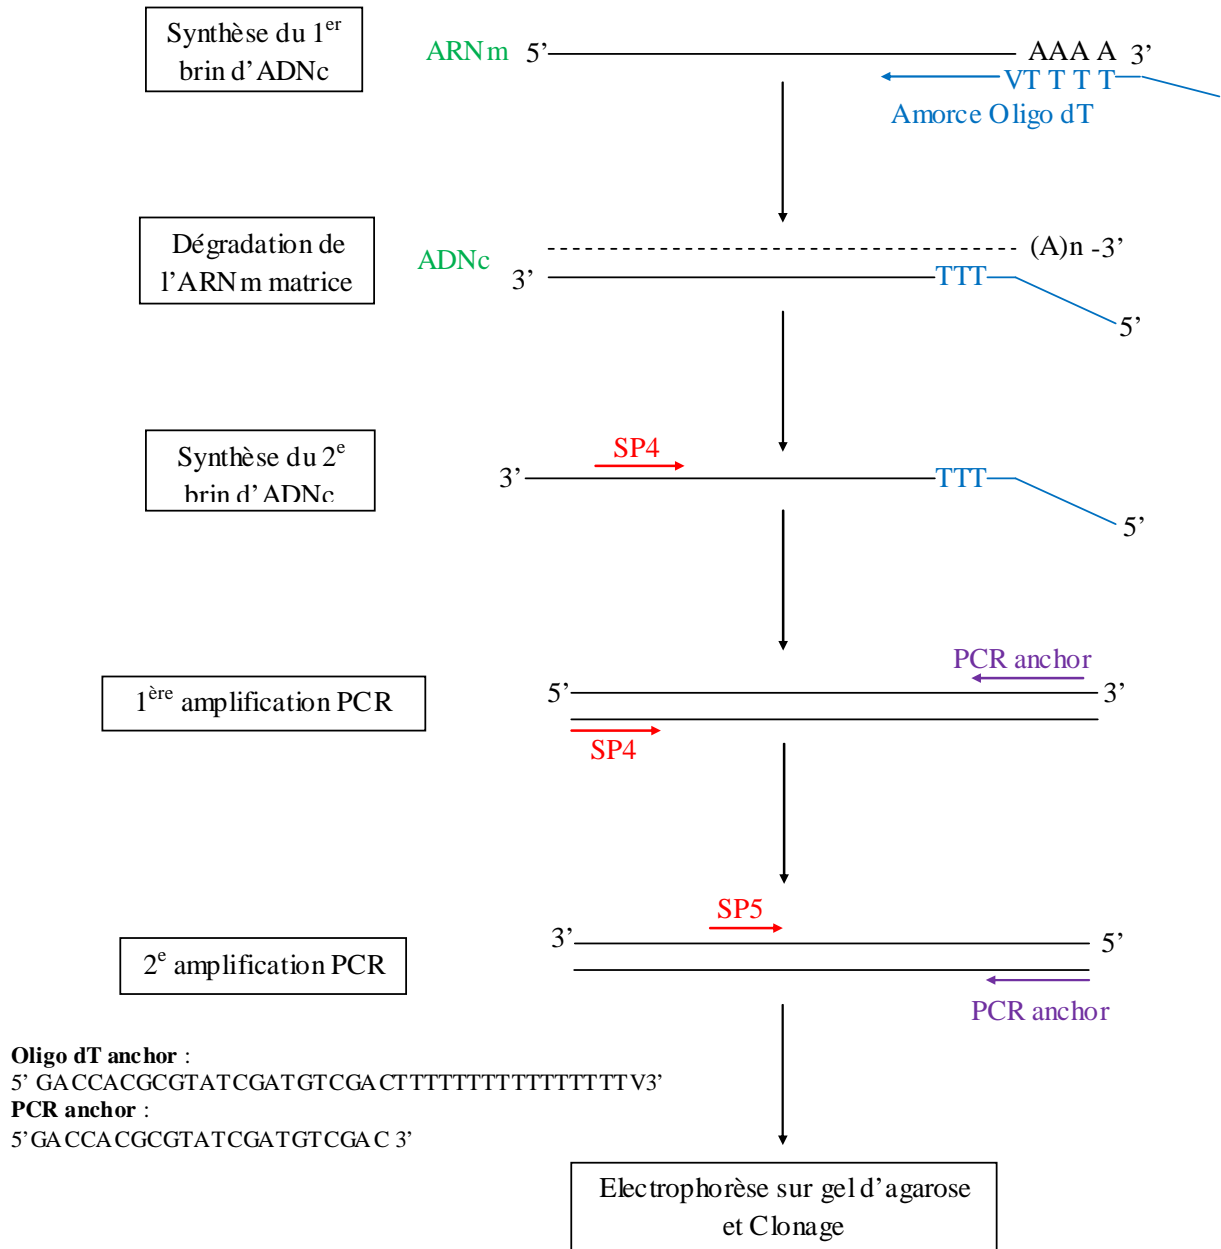 Synthèse du 1er
brin d'ADNc
ARNm 5' AAAA 3'
VTTTT
Amorce Oligo dT
Dégradation de
l'ARNm matrice
ADNc
(A)n -3'
3' TTT
5'
Synthèse du 2e
brin d'ADNc
SP4
3' TTT
5'
1ère amplification PCR
PCR anchor
5' 3'
SP4
2e amplification PCR
SP5
3' 5'
PCR anchor
Oligo dT anchor :
5' GACCACGCGTATCGATGTCGACTTTTTTTTTTTTTTTTV3'
PCR anchor :
5'GACCACGCGTATCGATGTCGAC 3'
Electrophorèse sur gel d'agarose
et Clonage